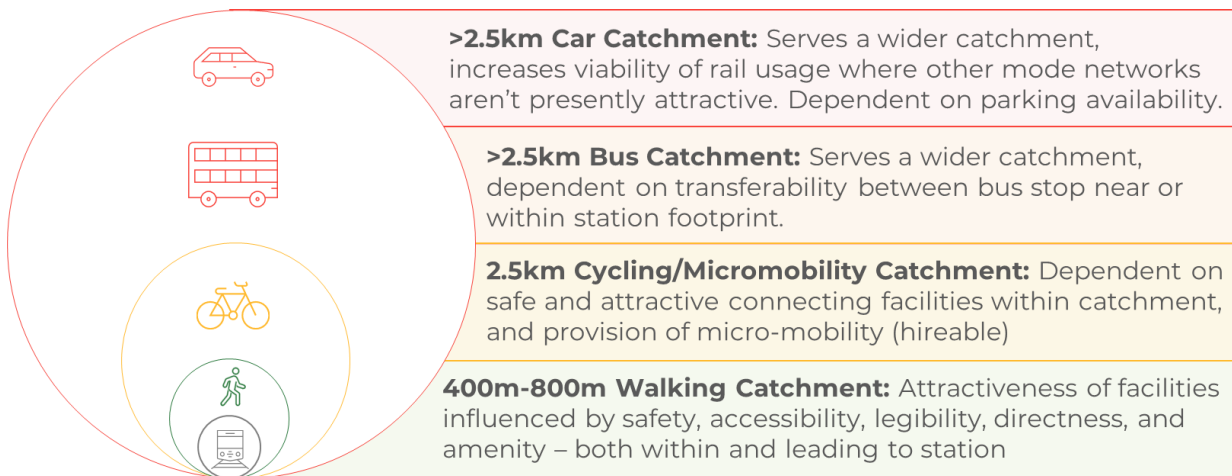 >2.5km Car Catchment: Serves a wider catchment,
increases viability of rail usage where other mode networks
aren’t presently attractive. Dependent on parking availability.
>2.5km Bus Catchment: Serves a wider catchment,
dependent on transferability between bus stop near or
within station footprint.
2.5km Cycling/Micromobility Catchment: Dependent on
safe and attractive connecting facilities within catchment,
and provision of micro-mobility (hireable)
400m-800m Walking Catchment: Attractiveness of facilities
influenced by safety, accessibility, legibility, directness, and
amenity – both within and leading to station